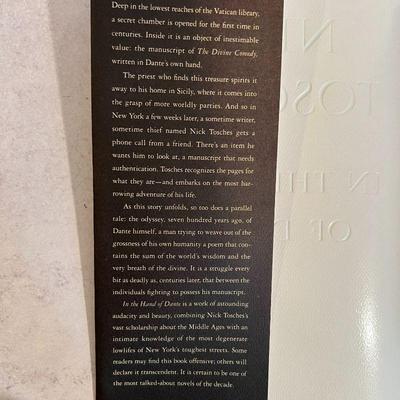 Deep in the lowest reaches of the Vatican library,
a secret chamber is opened for the first time in
centuries. Inside it is an object of inestimable
value: the manuscript of The Divine Comedy,
written in Dante's own hand.
The priest who finds this treasure spirits it
away to his home in Sicily, where it comes into
the grasp of more worldly parties. And so in
New York a few weeks later, a sometime writer,
sometime thief named Nick Tosches gets a
phone call from a friend. There's an item he
wants him to look at, a manuscript that needs
authentication. Tosches recognizes the pages for
what they are—and embarks on the most har-
rowing adventure of his life.
As this story unfolds, so too does a parallel
tale: the odyssey, seven hundred years ago, of
Dante himself, a man trying to weave out of the
grossness of his own humanity a poem that con-
tains the sum of the world's wisdom and the
very breath of the divine. It is a struggle every
bit as deadly as, centuries later, that between the
individuals fighting to possess his manuscript.
In the Hand of Dante is a work of astounding
audacity and beauty, combining Nick Tosches's
vast scholarship about the Middle Ages with an
intimate knowledge of the most degenerate
lowlifes of New York's toughest streets. Some
readers may find this book offensive; others will
declare it transcendent. It is certain to be one
of the most talked-about novels of the decade.
NI
TOSC
IN TH
OF